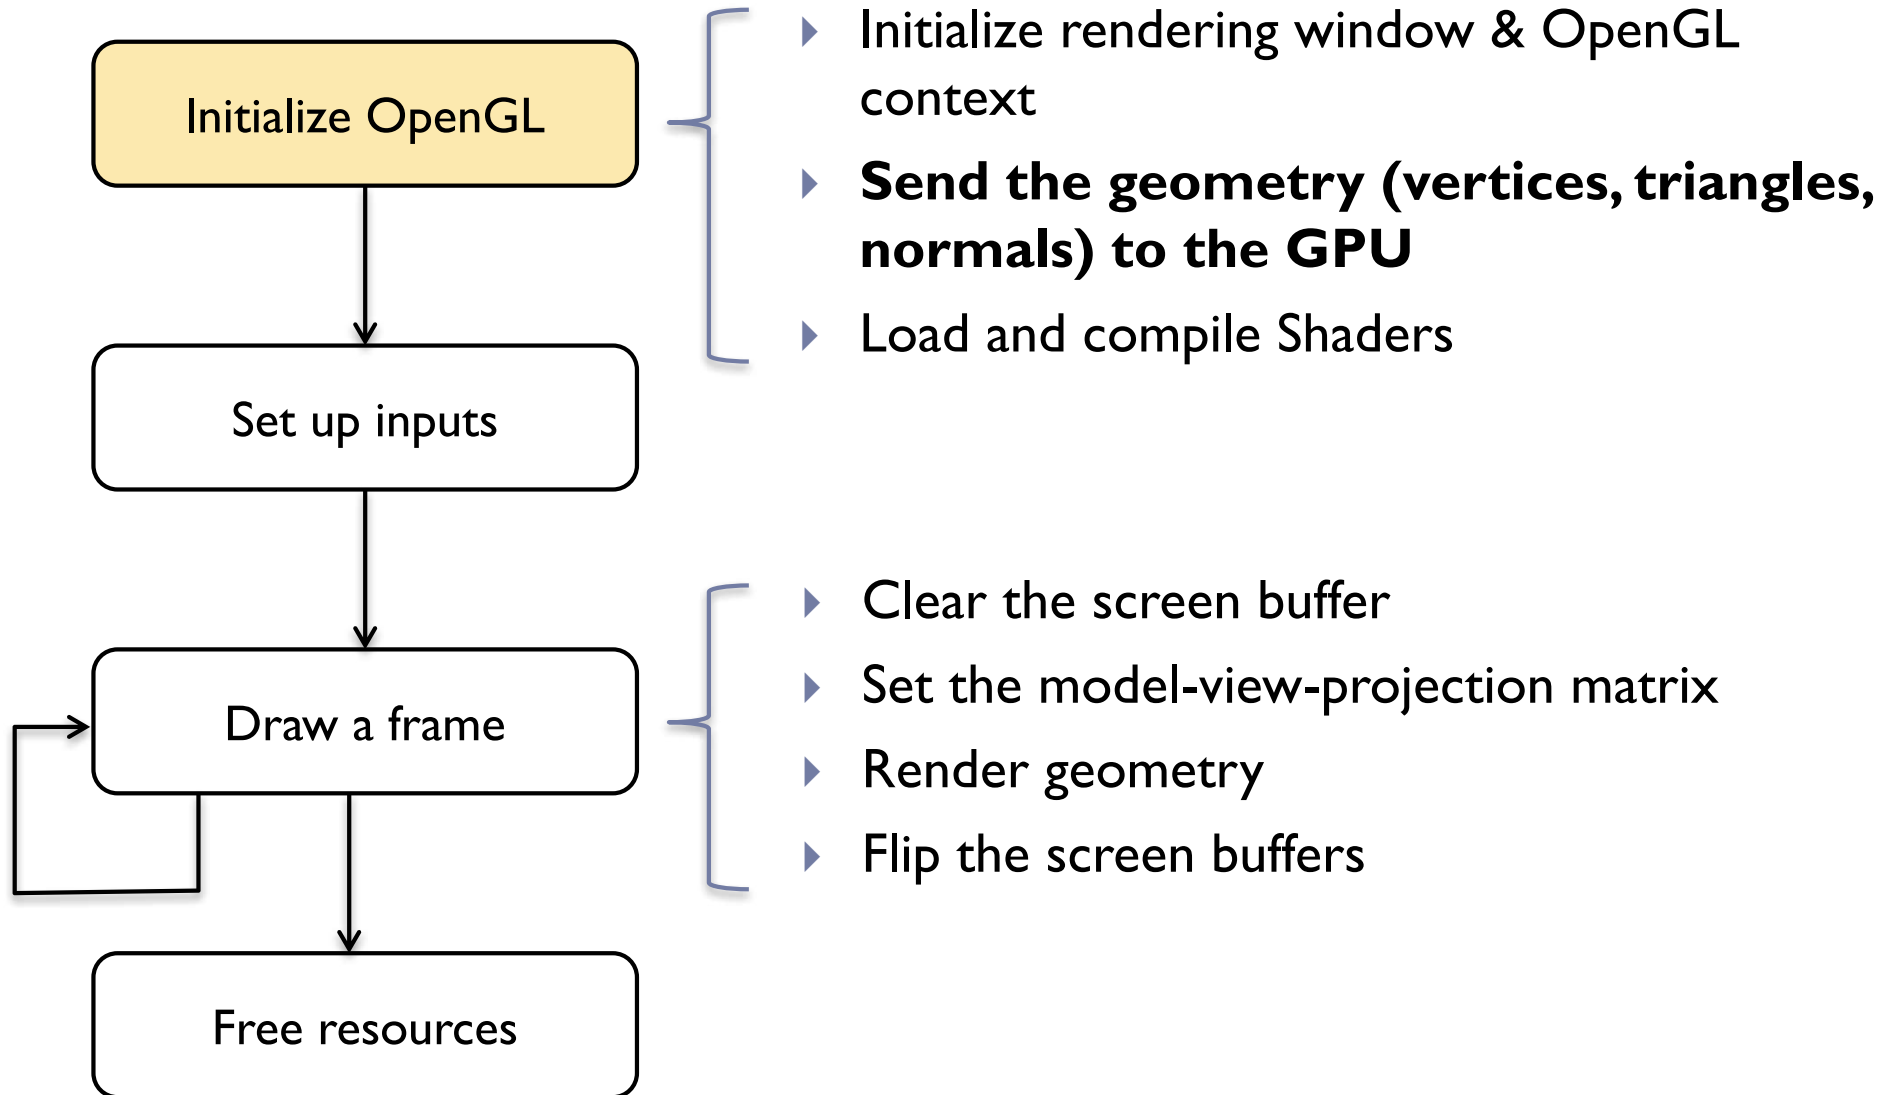 Initialize OpenGL
Initialize rendering window & OpenGL
context
Send the geometry (vertices, triangles,
normals) to the GPU
Load and compile Shaders
Set up inputs
Draw a frame
Clear the screen buffer
Set the model-view-projection matrix
Render geometry
Flip the screen buffers
Free resources